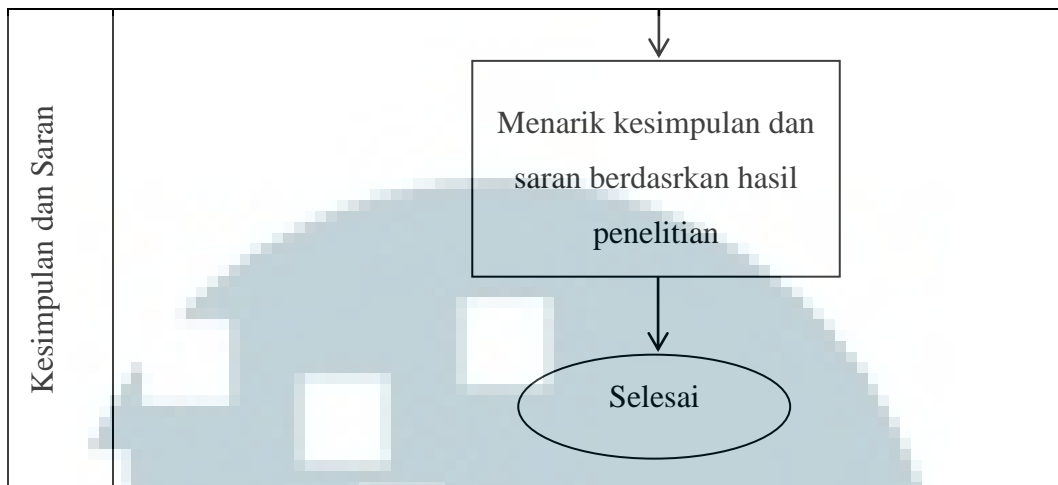 Kesimpulan dan Saran
Menarik kesimpulan dan
saran berdasrkan hasil
penelitian
Selesai